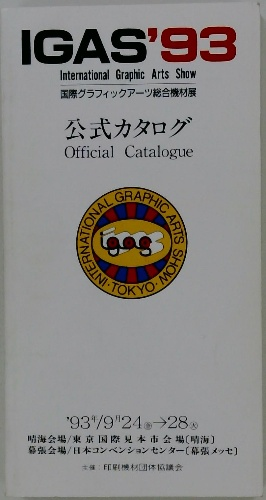 IGAS'93
International Graphic Arts Show
国際グラフィックアーツ総合機材展
公式カタログ
Official Catalogue
INTERNATIONAL GRAPHIC ARTS SHOW
igas
・TOKYO・
'93年/9月24㊎→28㊋
晴海会場/東京国際見本市会場〔晴海〕
幕張会場/日本コンベンションセンター〔幕張メッセ〕
主催:印刷機材団体協議会